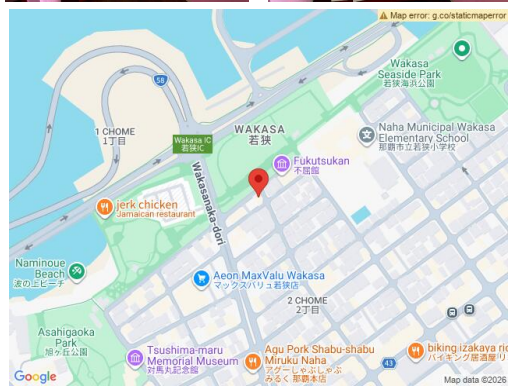 Map error: g.co/staticmaperror
Wakasa
Seaside Park
若狭海浜公園
58
1 CHOME
1丁目
WAKASA
若狭
Wakasa IC
若狭IC
Naha Municipal Wakasa
Elementary School
那覇市立若狭小学校
Fukutsukan
不屈館
Wakasanaka-dori
jerk chicken
Jamaican restaurant
Naminoue
Beach
波の上ビーチ
Aeon MaxValu Wakasa
マックスバリュ若狭店
2 CHOME
2丁目
Asahigaoka
Park
旭ヶ丘公園
Tsushima-maru
Memorial Museum
対馬丸記念館
Agu Pork Shabu-shabu
Miruku Naha
アグーしゃぶしゃぶ
みるく 那覇本店
43
biking izakaya ric
バイキング居酒屋 リ
Google
Map data ©2026